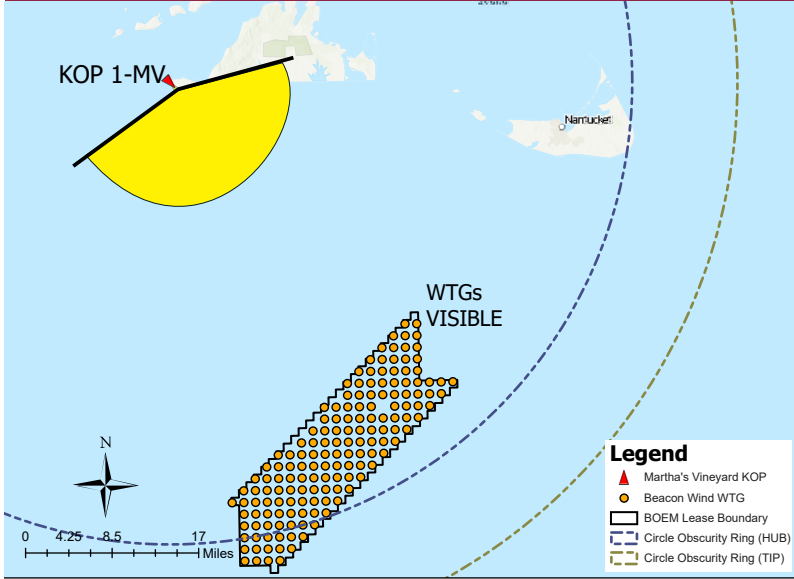 KOP 1-MV
Nantucket
WTGs
VISIBLE
N
0 4.25 8.5 17
Miles
Legend
Martha's Vineyard KOP
Beacon Wind WTG
BOEM Lease Boundary
Circle Obscurity Ring (HUB)
Circle Obscurity Ring (TIP)